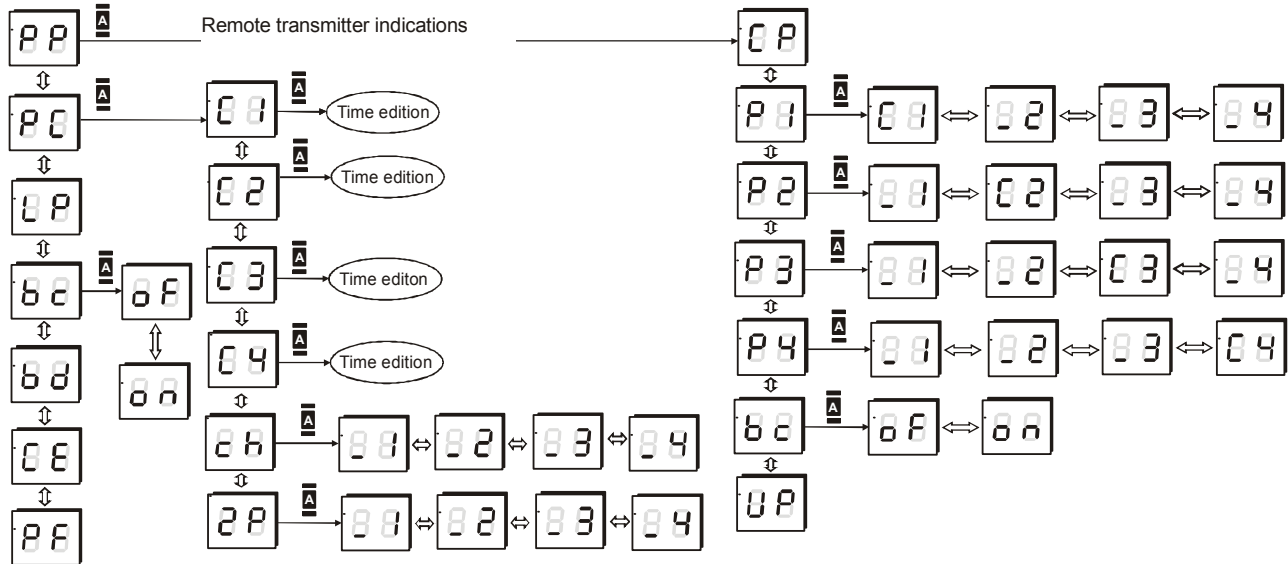 PP A Remote transmitter indications CP
PC A C1 A Time edition
C2 A Time edition
C3 A Time editon
C4 A Time edition
ch A _1 _2 _3 _4
2P A _1 _2 _3 _4
LP
bc A oF
on
bd
CE
PF
P1 A C1 _2 _3 _4
P2 A _1 C2 _3 _4
P3 A _1 _2 C3 _4
P4 A _1 _2 _3 C4
bc A oF on
UP